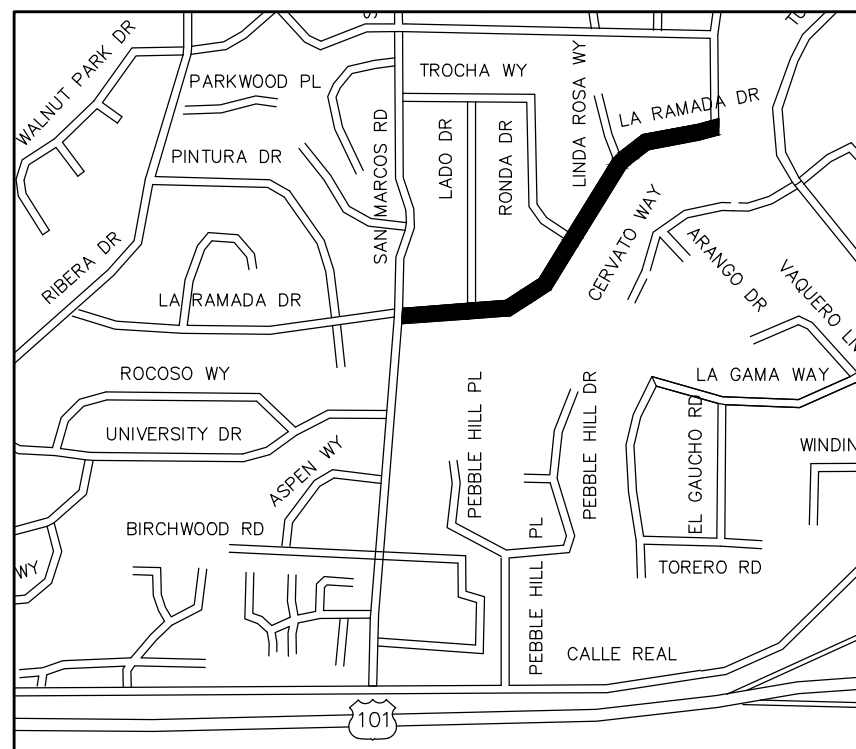 WALNUT PARK DR
PARKWOOD PL
TROCHA WY
LINDA ROSA WY
LA RAMADA DR
PINTURA DR
SAN MARCOS RD
LADO DR
RONDA DR
CERVATO WAY
ARANGO DR
VAQUERO LN
RIBERA DR
LA RAMADA DR
ROCOSO WY
LA GAMA WAY
UNIVERSITY DR
PEBBLE HILL PL
PEBBLE HILL DR
EL GAUCHO RD
WINDIN
ASPEN WY
BIRCHWOOD RD
WY
PEBBLE HILL PL
TORERO RD
CALLE REAL
101